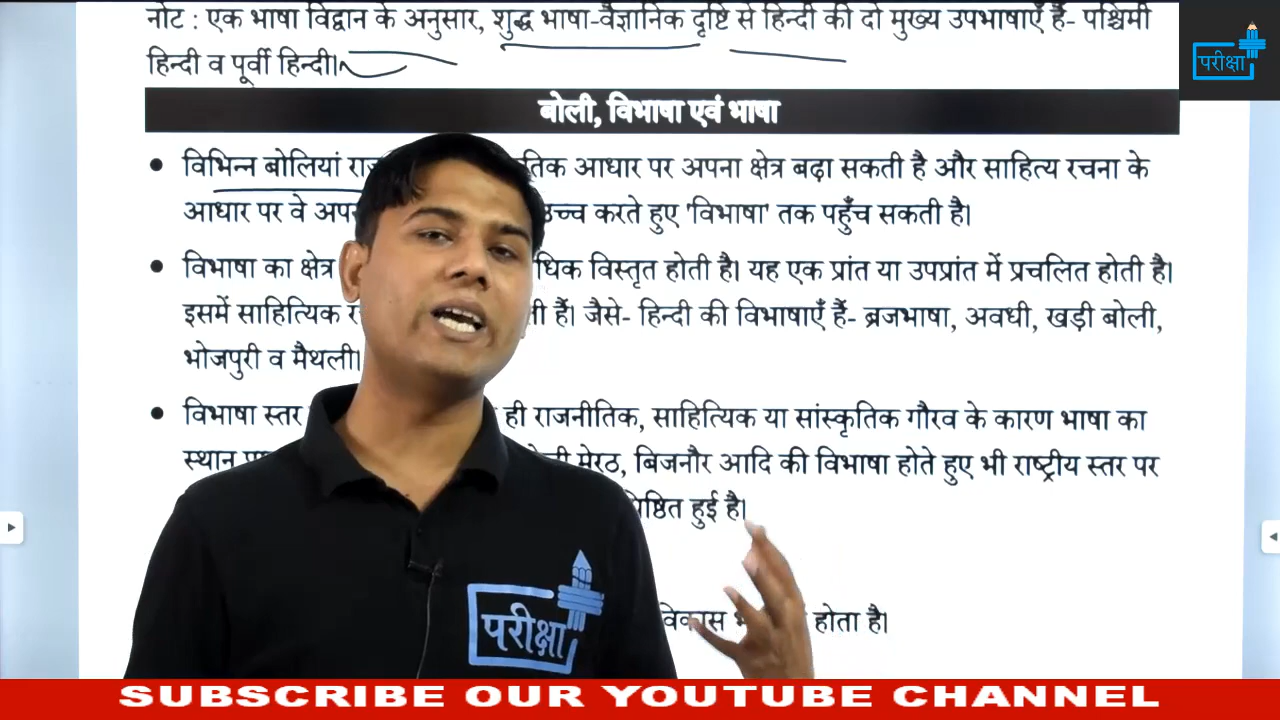 नोट : एक भाषा विद्वान के अनुसार, शुद्ध भाषा-वैज्ञानिक दृष्टि से हिन्दी की दो मुख्य उपभाषाएँ हैं- पश्चिमी
हिन्दी व पूर्वी हिन्दी।
परीक्षा
बोली, विभाषा एवं भाषा
विभिन्न बोलियां आधार पर अपना क्षेत्र बढ़ा सकती है और साहित्य रचना के
आधार पर वे उच्च करते हुए 'विभाषा' तक पहुँच सकती है।
विभाषा का क्षेत्र विस्तृत होती है। यह एक प्रांत या उपप्रांत में प्रचलित होती है।
इसमें साहित्यिक हैं। जैसे- हिन्दी की विभाषाएँ हैं- ब्रजभाषा, अवधी, खड़ी बोली,
भोजपुरी व मैथली।
विभाषा स्तर ही राजनीतिक, साहित्यिक या सांस्कृतिक गौरव के कारण भाषा का
स्थान मेरठ, बिजनौर आदि की विभाषा होते हुए भी राष्ट्रीय स्तर पर
हुई है।
विकास होता है।
परीक्षा
SUBSCRIBE OUR YOUTUBE CHANNEL